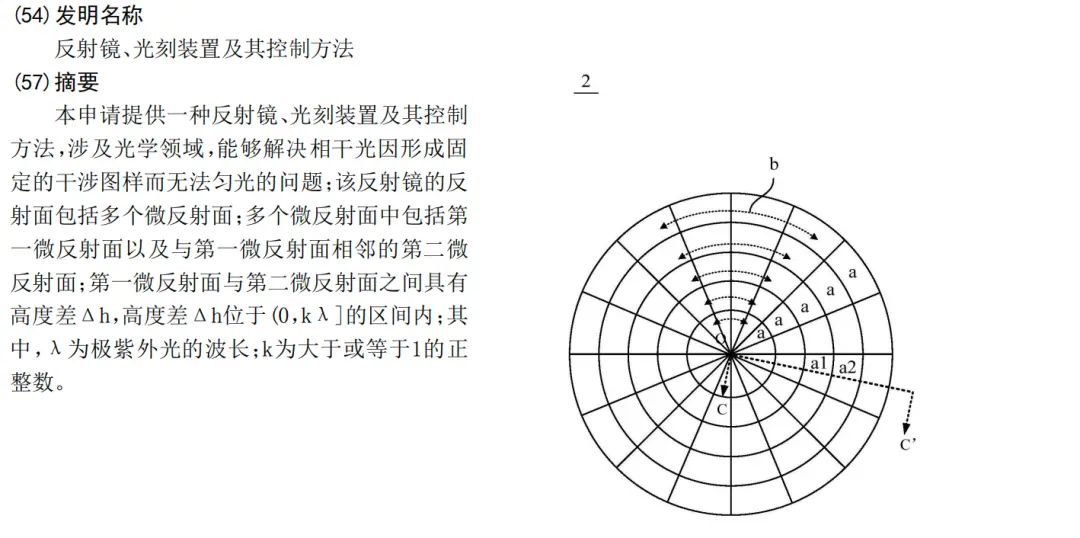 (54)发明名称
反射镜、光刻装置及其控制方法
(57)摘要
本申请提供一种反射镜、光刻装置及其控制
方法,涉及光学领域,能够解决相干光因形成固
定的干涉图样而无法匀光的问题;该反射镜的反
射面包括多个微反射面;多个微反射面中包括第
一微反射面以及与第一微反射面相邻的第二微
反射面;第一微反射面与第二微反射面之间具有
高度差Δh,高度差Δh位于(0,kλ]的区间内;其
中,λ为极紫外光的波长;k为大于或等于1的正
整数。
2
b
a
a
a
a
a
O
a1 a2
C
C'